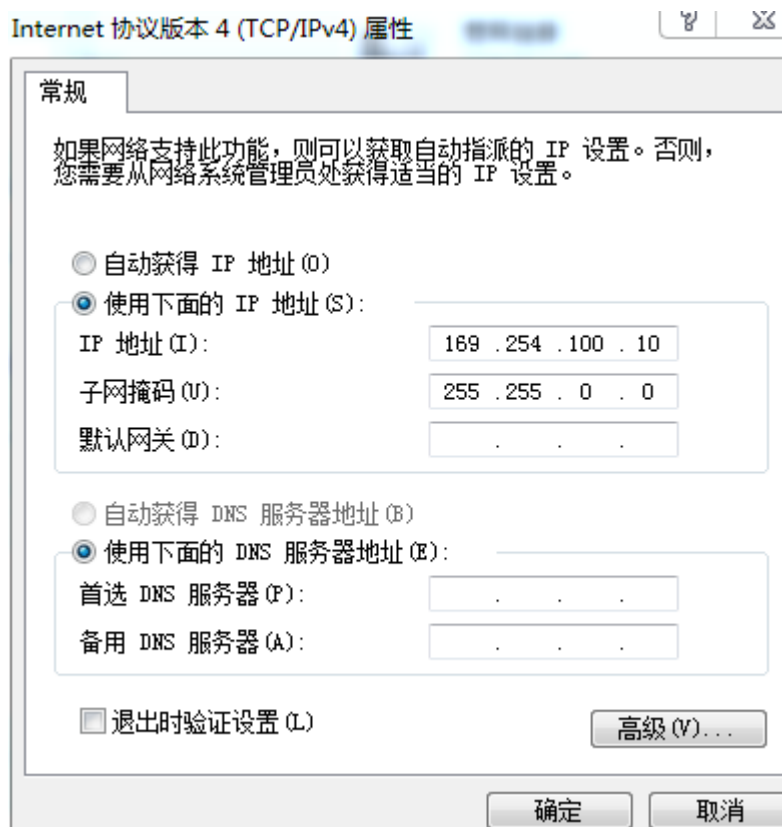 Internet 协议版本 4 (TCP/IPv4) 属性
常规
如果网络支持此功能，则可以获取自动指派的 IP 设置。否则，
您需要从网络系统管理员处获得适当的 IP 设置。
自动获得 IP 地址(O)
使用下面的 IP 地址(S):
IP 地址(I): 169 .254 .100 . 10
子网掩码(U): 255 .255 . 0 . 0
默认网关(D): . . .
自动获得 DNS 服务器地址(B)
使用下面的 DNS 服务器地址(E):
首选 DNS 服务器(P): . . .
备用 DNS 服务器(A): . . .
退出时验证设置(L)
高级(V)...
确定 取消